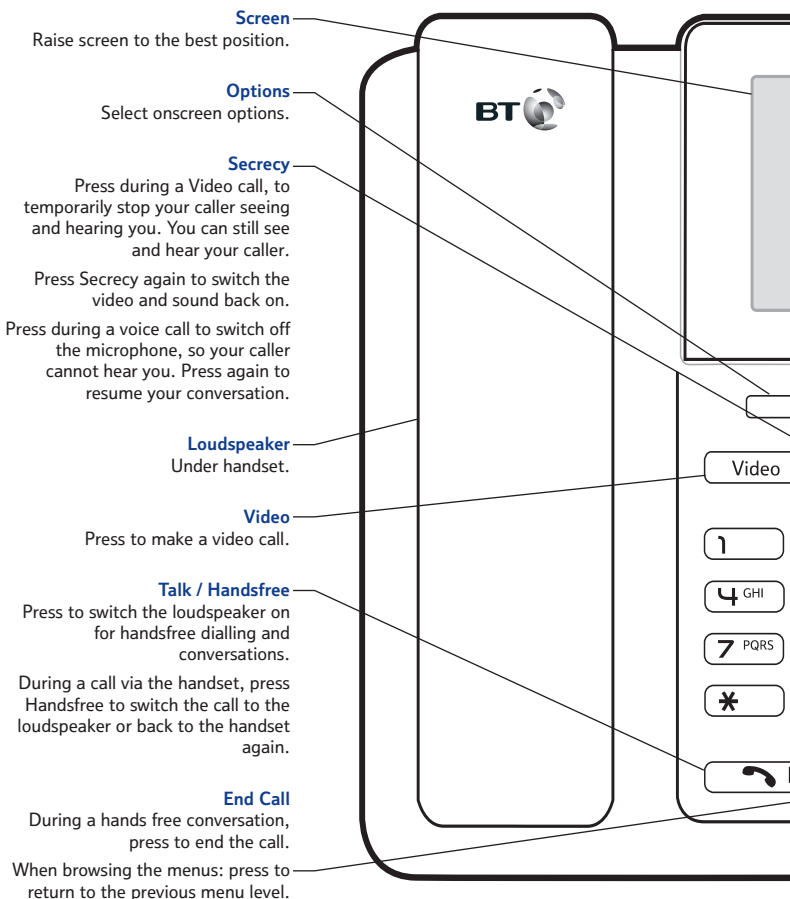 Screen
Raise screen to the best position.
Options
Select onscreen options.
Secrecy
Press during a Video call, to
temporarily stop your caller seeing
and hearing you. You can still see
and hear your caller.
Press Secrecy again to switch the
video and sound back on.
Press during a voice call to switch off
the microphone, so your caller
cannot hear you. Press again to
resume your conversation.
Loudspeaker
Under handset.
Video
Press to make a video call.
Talk / Handsfree
Press to switch the loudspeaker on
for handsfree dialling and
conversations.
During a call via the handset, press
Handsfree to switch the call to the
loudspeaker or back to the handset
again.
End Call
During a hands free conversation,
press to end the call.
When browsing the menus: press to
return to the previous menu level.
BT
Video
1
4 GHI
7 PQRS
*